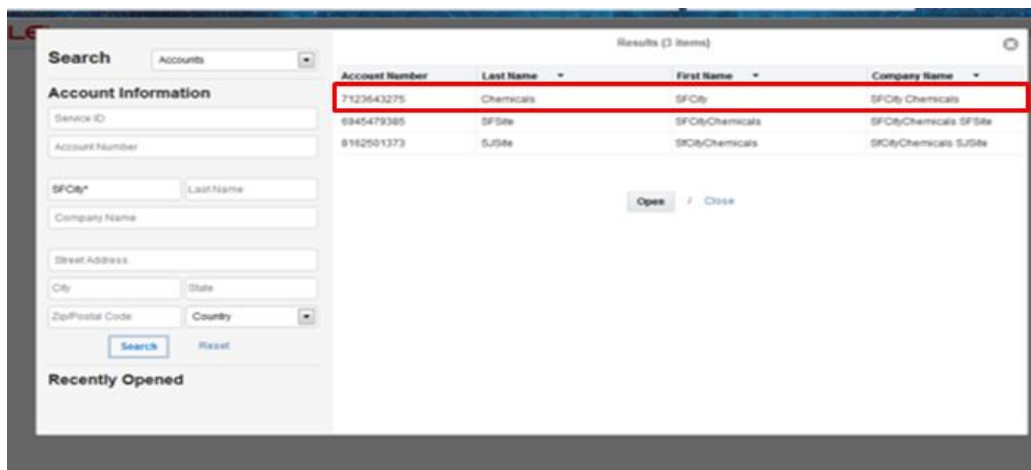 LE
Search
Accounts
Account Information
Service ID
Account Number
SFCity*
Last Name
Company Name
Street Address
City
State
Zip/Postal Code
Country
Search
Reset
Recently Opened
Results (3 items)
Account Number Last Name First Name Company Name
7123643275 Chemicals SFCity SFCity Chemicals
6945479385 SFSite SFCityChemicals SFCityChemicals SFSite
8162501373 SJSite SfCityChemicals SfCityChemicals SJSite
Open / Close